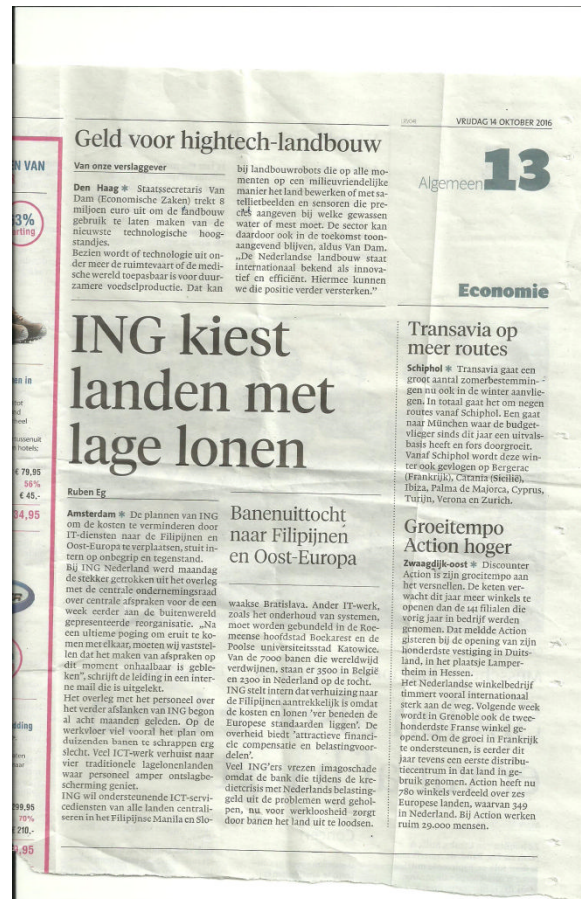 VRIJDAG 14 OKTOBER 2016
Algemeen 13
Geld voor hightech-landbouw
Van onze verslaggever
Den Haag * Staatssecretaris Van
Dam (Economische Zaken) trekt 8
miljoen euro uit om de landbouw
gebruik te laten maken van de
nieuwste technologische hoog-
standjes.
Bezien wordt of technologie uit on-
der meer de ruimtevaart of de medi-
sche wereld toepasbaar is voor duur-
zamere voedselproductie. Dat kan
bij landbouwrobots die op alle mo-
menten op een milieuvriendelijke
manier het land bewerken of met sa-
tellietbeelden en sensoren die pre-
cies aangeven bij welke gewassen
water of mest moet. De sector kan
daardoor ook in de toekomst toon-
aangevend blijven, aldus Van Dam.
„De Nederlandse landbouw staat
internationaal bekend als innova-
tief en efficiënt. Hiermee kunnen
we die positie verder versterken.”
Economie
ING kiest
landen met
lage lonen
Ruben Eg
Amsterdam * De plannen van ING
om de kosten te verminderen door
IT-diensten naar de Filipijnen en
Oost-Europa te verplaatsen, stuit in-
tern op onbegrip en tegenstand.
Bij ING Nederland werd maandag
de stekker getrokken uit het overleg
met de centrale ondernemingsraad
over centrale afspraken voor de een
week eerder aan de buitenwereld
gepresenteerde reorganisatie. „Na
een ultieme poging om eruit te ko-
men met elkaar, moeten wij vaststel-
len dat het maken van afspraken op
dit moment onhaalbaar is geble-
ken”, schrijft de leiding in een inter-
ne mail die is uitgelekt.
Het overleg met het personeel over
het verder afslanken van ING begon
al acht maanden geleden. Op de
werkvloer viel vooral het plan om
duizenden banen te schrappen erg
slecht. Veel ICT-werk verhuist naar
vier traditionele lagelonenlanden
waar personeel amper ontslagbe-
scherming geniet.
ING wil ondersteunende ICT-servi-
cediensten van alle landen centrali-
seren in het Filipijnse Manila en Slo-
Banenuittocht
naar Filipijnen
en Oost-Europa
waakse Bratislava. Ander IT-werk,
zoals het onderhoud van systemen,
moet worden gebundeld in de Roe-
meense hoofdstad Boekarest en de
Poolse universiteitsstad Katowice.
Van de 7000 banen die wereldwijd
verdwijnen, staan er 3500 in België
en 2300 in Nederland op de tocht.
ING stelt intern dat verhuizing naar
de Filipijnen aantrekkelijk is omdat
de kosten en lonen ‘ver beneden de
Europese standaarden liggen’. De
overheid biedt ‘attractieve financi-
ele compensatie en belastingvoor-
delen’.
Veel ING’ers vrezen imagoschade
omdat de bank die tijdens de kre-
dietcrisis met Nederlands belasting-
geld uit de problemen werd gehol-
pen, nu voor werkloosheid zorgt
door banen het land uit te loodsen.
Transavia op
meer routes
Schiphol * Transavia gaat een
groot aantal zomerbestemmin-
gen nu ook in de winter aanvlie-
gen. In totaal gaat het om negen
routes vanaf Schiphol. Een gaat
naar München waar de budget-
vlieger sinds dit jaar een uitvals-
basis heeft en fors doorgroeit.
Vanaf Schiphol wordt deze win-
ter ook gevlogen op Bergerac
(Frankrijk), Catania (Sicilië),
Ibiza, Palma de Majorca, Cyprus,
Turijn, Verona en Zurich.
Groeitempo
Action hoger
Zwaagdijk-oost * Discounter
Action is zijn groeitempo aan
het versnellen. De keten ver-
wacht dit jaar meer winkels te
openen dan de 141 filialen die
vorig jaar in bedrijf werden
genomen. Dat meldde Action
gisteren bij de opening van zijn
honderdste vestiging in Duits-
land, in het plaatsje Lamper-
theim in Hessen.
Het Nederlandse winkelbedrijf
timmert vooral internationaal
sterk aan de weg. Volgende week
wordt in Grenoble ook de twee-
honderdste Franse winkel ge-
opend. Om de groei in Frankrijk
te ondersteunen, is eerder dit
jaar tevens een eerste distribu-
tiecentrum in dat land in ge-
bruik genomen. Action heeft nu
780 winkels verdeeld over zes
Europese landen, waarvan 349
in Nederland. Bij Action werken
ruim 29.000 mensen.
N VAN
63%
rting
en in
heel
hotels;
€ 79,95
56%
€ 45,-
34,95
dding
299,95
70%
€ 210,-
,95